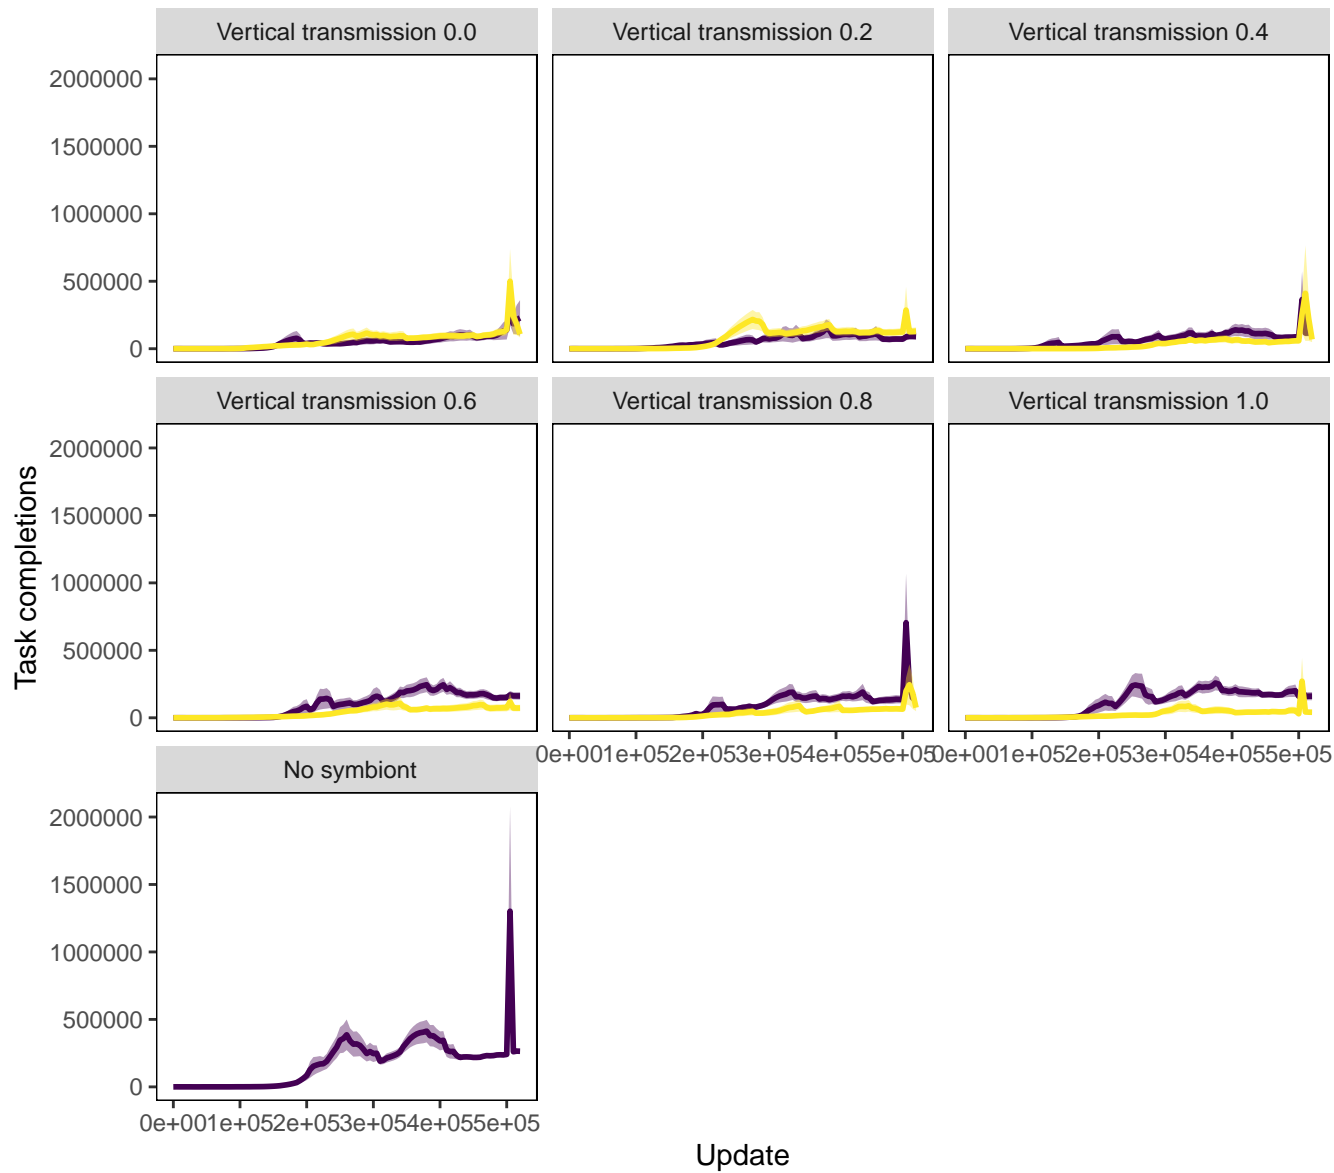 Vertical transmission 0.0
Vertical transmission 0.2
Vertical transmission 0.4
2000000
1500000
1000000
500000
0
Vertical transmission 0.6
Vertical transmission 0.8
Vertical transmission 1.0
2000000
1500000
1000000
500000
0
Task completions
0e+001e+052e+053e+054e+055e+05
0e+001e+052e+053e+054e+055e+05
No symbiont
2000000
1500000
1000000
500000
0
0e+001e+052e+053e+054e+055e+05
Update